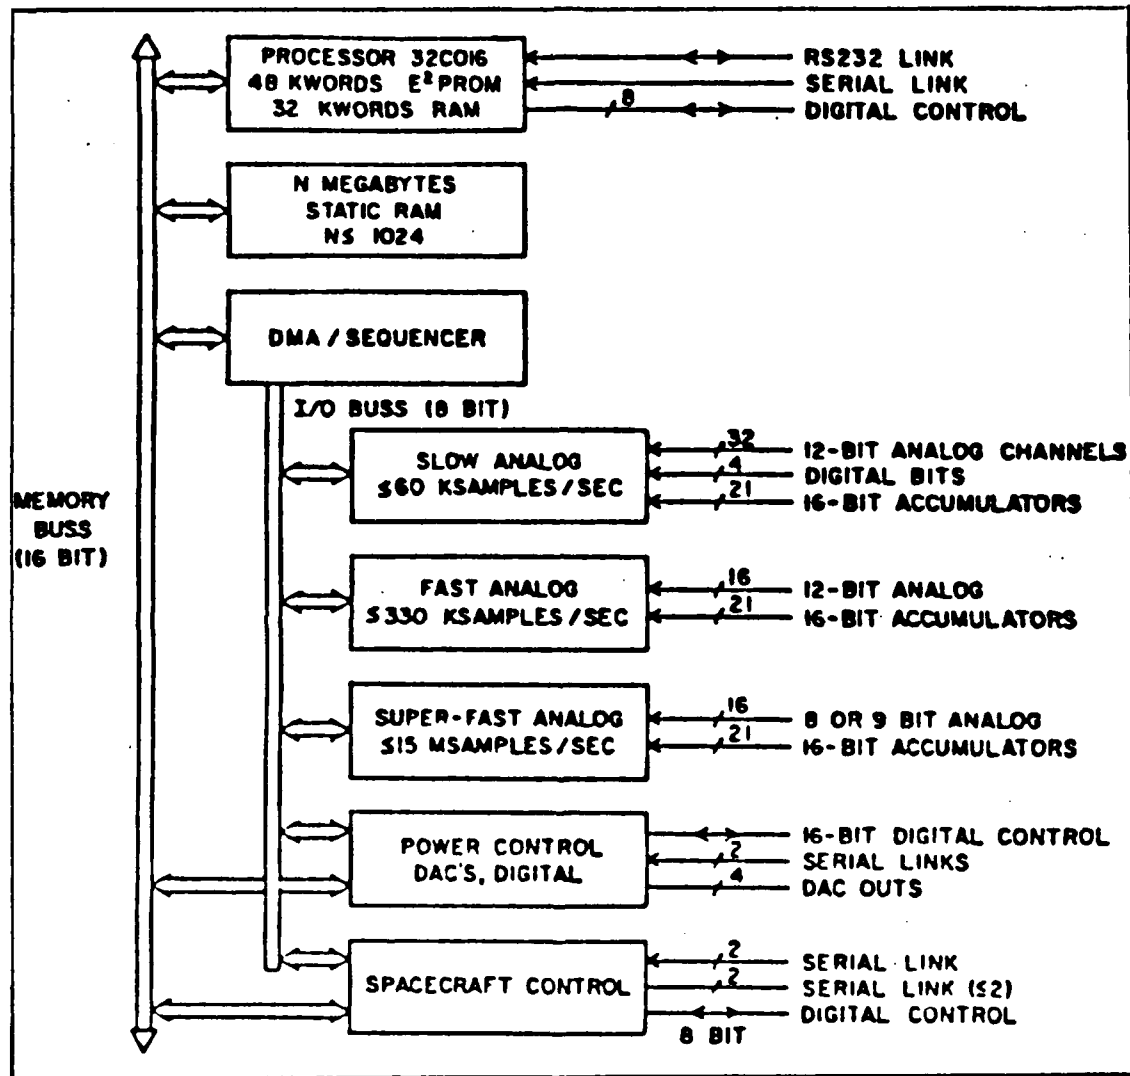 PROCESSOR 32C016
48 KWORDS E² PROM
32 KWORDS RAM
RS232 LINK
SERIAL LINK
8
DIGITAL CONTROL
N MEGABYTES
STATIC RAM
N≤ 1024
DMA / SEQUENCER
I/O BUSS (8 BIT)
MEMORY
BUSS
(16 BIT)
SLOW ANALOG
≤60 KSAMPLES/SEC
32
12-BIT ANALOG CHANNELS
4
DIGITAL BITS
21
16-BIT ACCUMULATORS
FAST ANALOG
≤330 KSAMPLES/SEC
16
12-BIT ANALOG
21
16-BIT ACCUMULATORS
SUPER-FAST ANALOG
≤15 MSAMPLES/SEC
16
8 OR 9 BIT ANALOG
21
16-BIT ACCUMULATORS
POWER CONTROL
DAC'S, DIGITAL
16-BIT DIGITAL CONTROL
2
SERIAL LINKS
4
DAC OUTS
SPACECRAFT CONTROL
2
SERIAL LINK
2
SERIAL LINK (≤2)
DIGITAL CONTROL
8 BIT